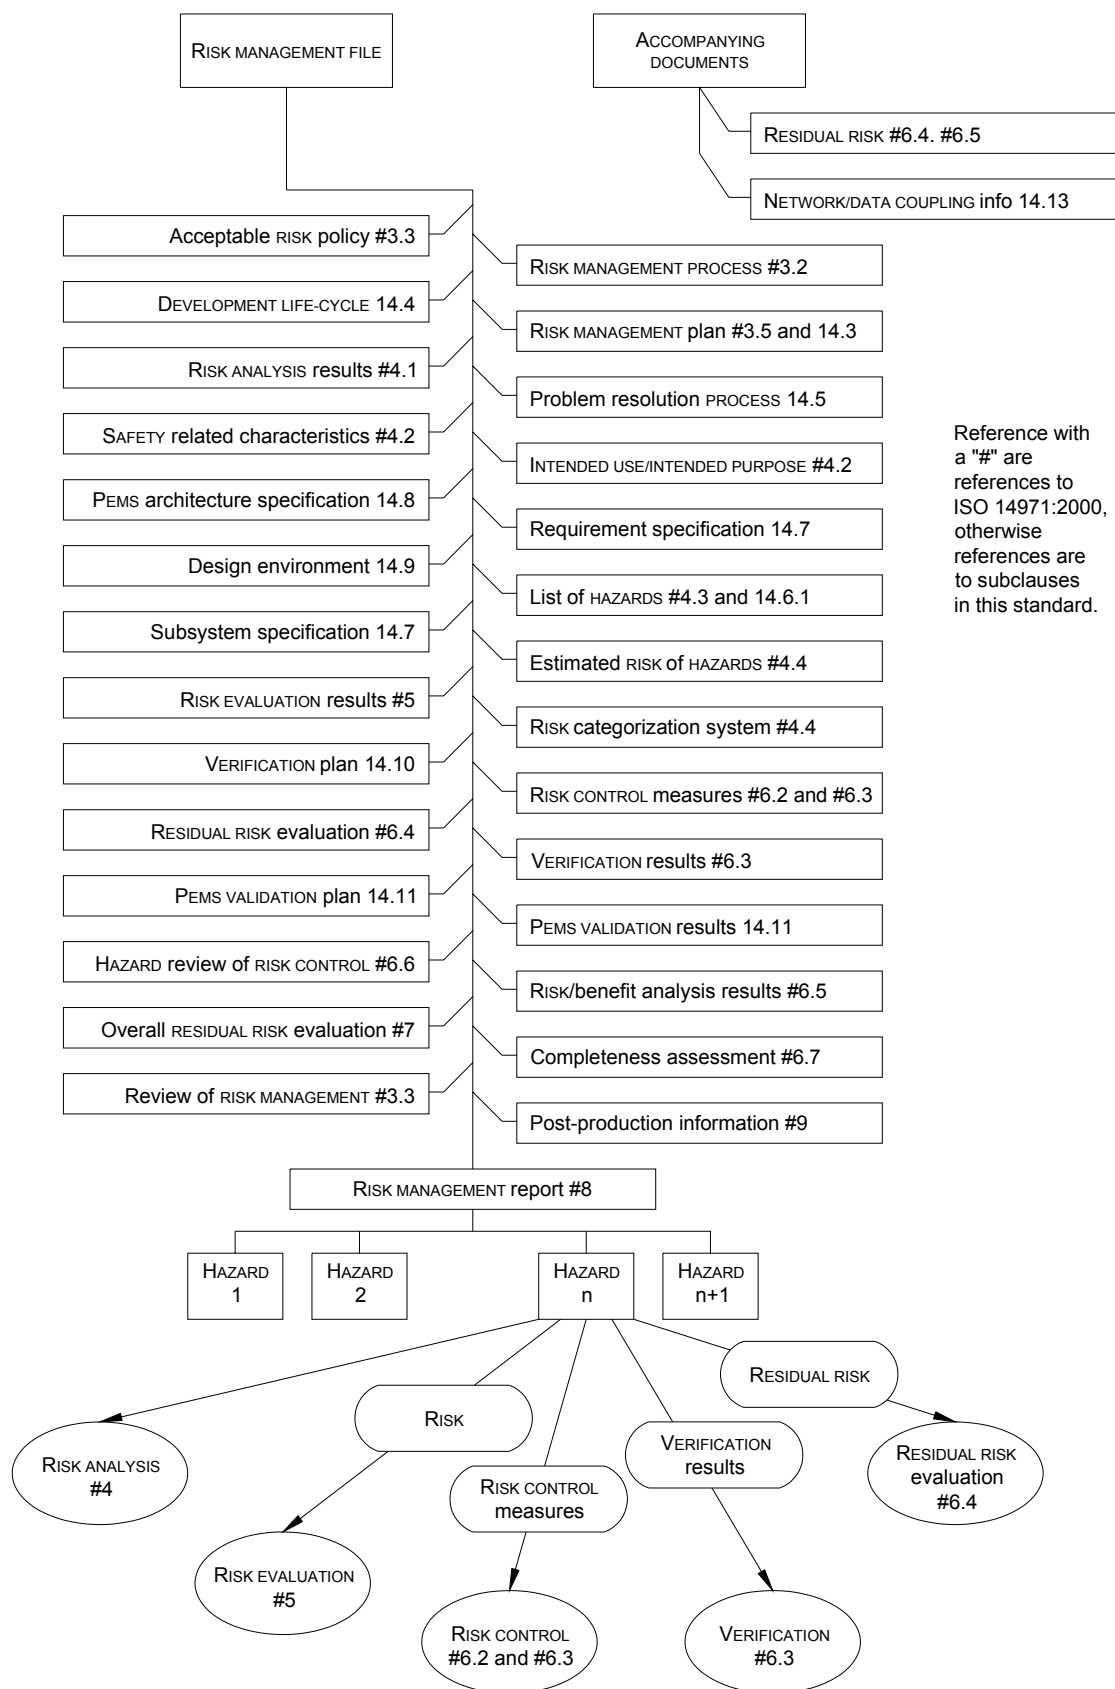 RISK MANAGEMENT FILE
ACCOMPANYING
DOCUMENTS
RESIDUAL RISK #6.4. #6.5
NETWORK/DATA COUPLING info 14.13
Acceptable RISK policy #3.3
RISK MANAGEMENT PROCESS #3.2
DEVELOPMENT LIFE-CYCLE 14.4
RISK MANAGEMENT plan #3.5 and 14.3
RISK ANALYSIS results #4.1
Problem resolution PROCESS 14.5
SAFETY related characteristics #4.2
INTENDED USE/INTENDED PURPOSE #4.2
PEMS architecture specification 14.8
Requirement specification 14.7
Design environment 14.9
List of HAZARDS #4.3 and 14.6.1
Subsystem specification 14.7
Estimated RISK of HAZARDS #4.4
RISK EVALUATION results #5
RISK categorization system #4.4
VERIFICATION plan 14.10
RISK CONTROL measures #6.2 and #6.3
RESIDUAL RISK evaluation #6.4
VERIFICATION results #6.3
PEMS VALIDATION plan 14.11
PEMS VALIDATION results 14.11
HAZARD review of RISK CONTROL #6.6
RISK/benefit analysis results #6.5
Overall RESIDUAL RISK evaluation #7
Completeness assessment #6.7
Review of RISK MANAGEMENT #3.3
Post-production information #9
Reference with
a "#" are
references to
ISO 14971:2000,
otherwise
references are
to subclauses
in this standard.
RISK MANAGEMENT report #8
HAZARD
1
HAZARD
2
HAZARD
n
HAZARD
n+1
RESIDUAL RISK
RISK
VERIFICATION
results
RISK CONTROL
measures
RISK ANALYSIS
#4
RESIDUAL RISK
evaluation
#6.4
RISK EVALUATION
#5
RISK CONTROL
#6.2 and #6.3
VERIFICATION
#6.3